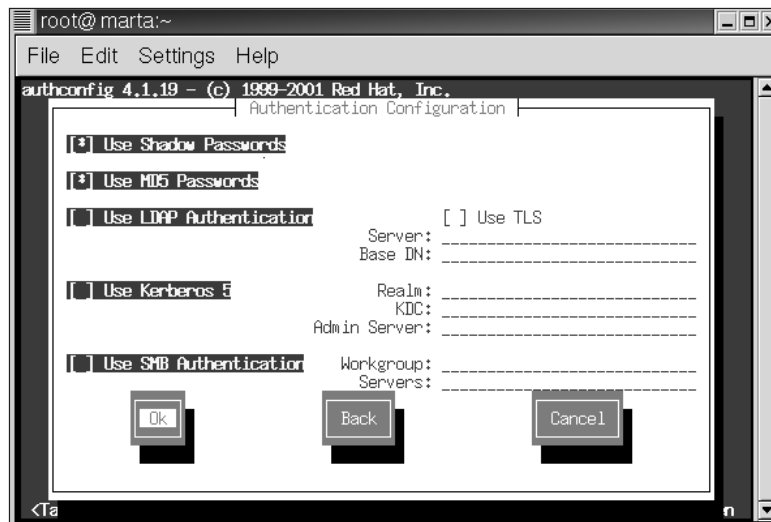 root@marta:~
File Edit Settings Help
authconfig 4.1.19 - (c) 1999-2001 Red Hat, Inc.
Authentication Configuration
[*] Use Shadow Passwords
[*] Use MD5 Passwords
[ ] Use LDAP Authentication [ ] Use TLS
Server:
Base DN:
[ ] Use Kerberos 5 Realm:
KDC:
Admin Server:
[ ] Use SMB Authentication Workgroup:
Servers:
Ok Back Cancel